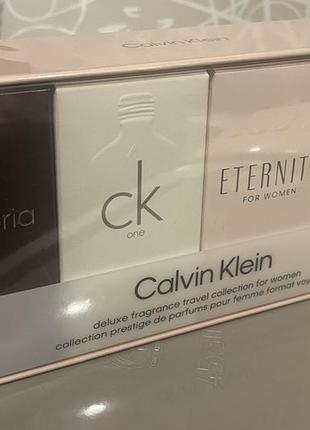 Calvin Klein
eria
ck
one
ETERNIT
FOR WOMEN
Calvin Klein
deluxe fragrance travel collection for women
collection prestige de parfums pour femme format voy